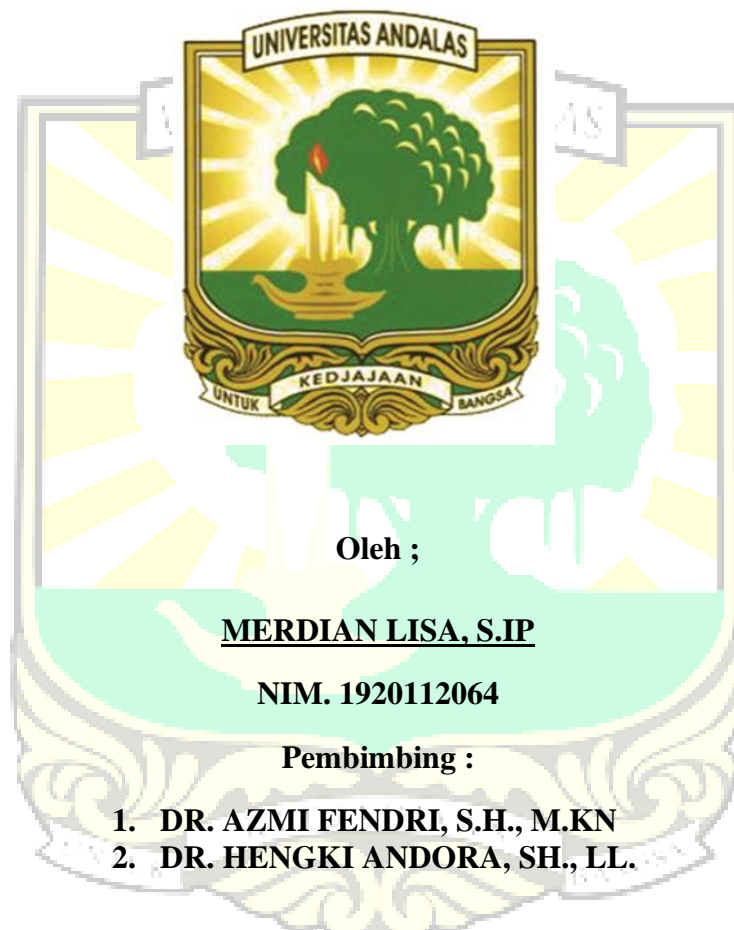 UNIVERSITAS ANDALAS
UNTUK KEDJAJAAN BANGSA
Oleh ;
MERDIAN LISA, S.IP
NIM. 1920112064
Pembimbing :
1. DR. AZMI FENDRI, S.H., M.KN
2. DR. HENGKI ANDORA, SH., LL.